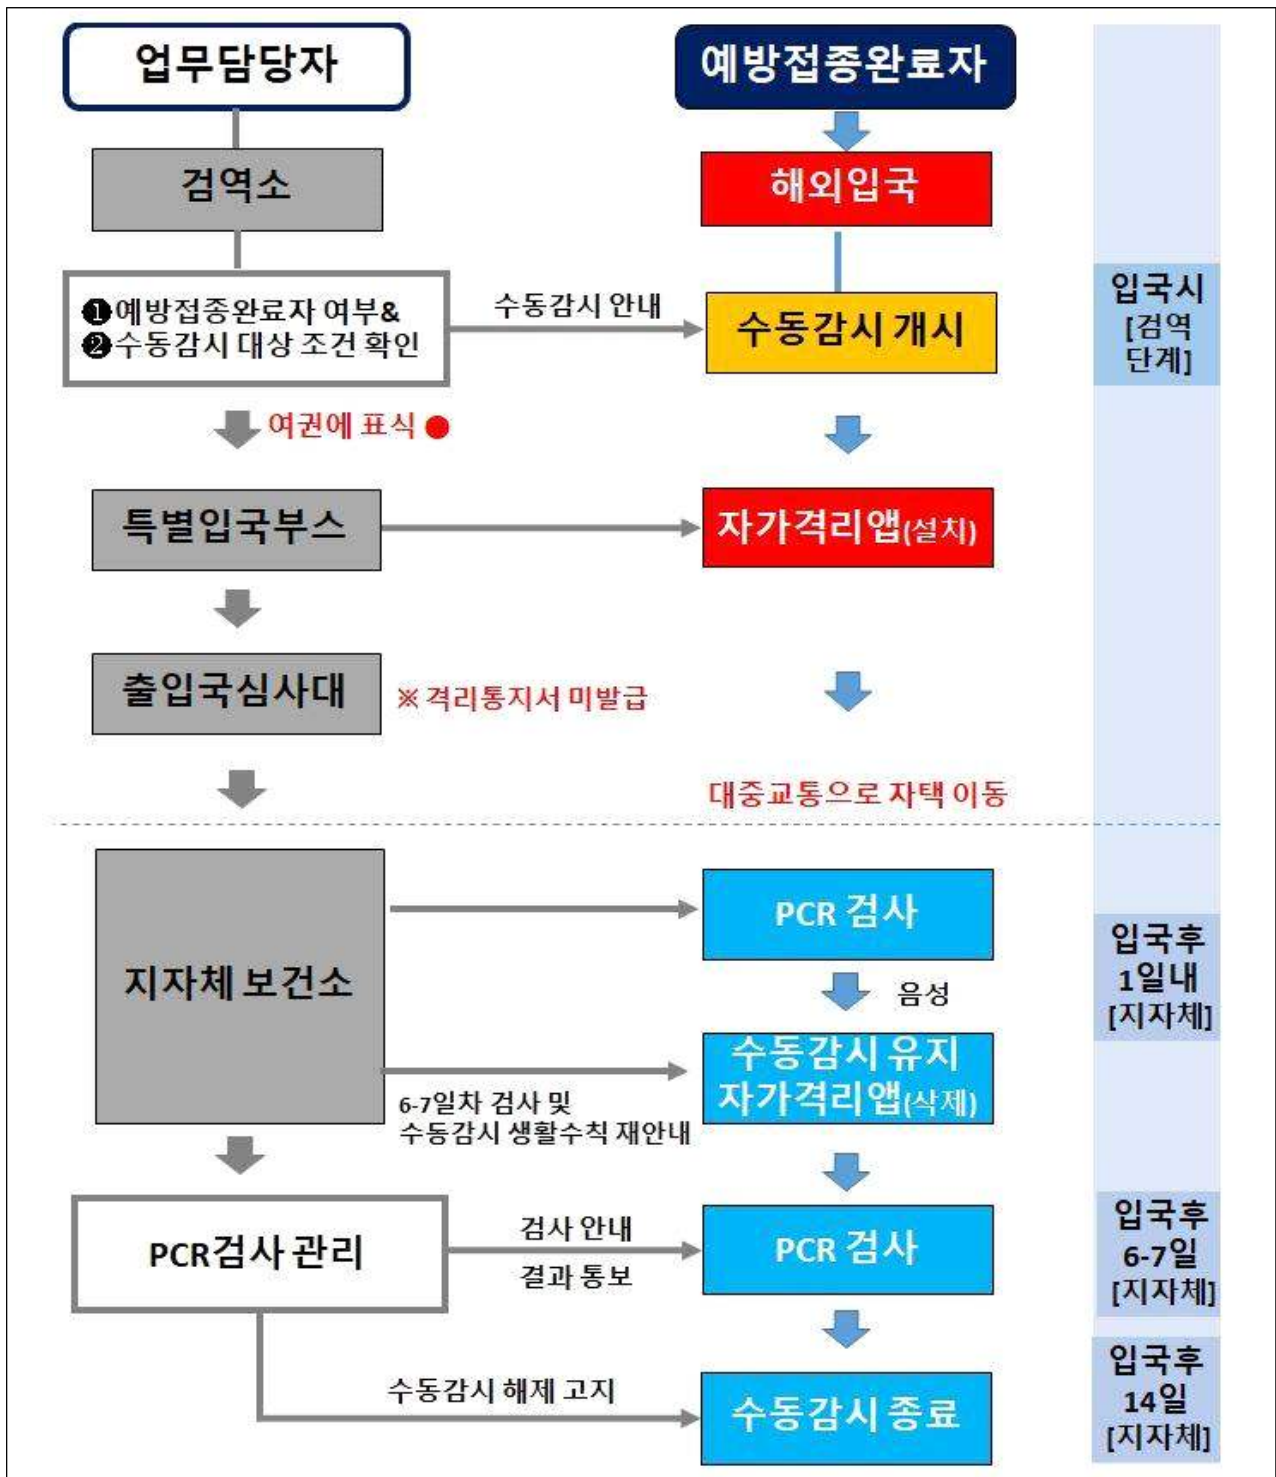 업무담당자
예방접종완료자
검역소
해외입국
❶예방접종완료자 여부&
❷수동감시 대상 조건 확인
수동감시 안내
수동감시 개시
입국시
[검역
단계]
여권에 표식 ●
특별입국부스
자가격리앱(설치)
출입국심사대
※ 격리통지서 미발급
대중교통으로 자택 이동
지자체 보건소
PCR 검사
입국후
1일내
[지자체]
음성
수동감시 유지
자가격리앱(삭제)
6-7일차 검사 및
수동감시 생활수칙 재안내
PCR검사 관리
검사 안내
결과 통보
PCR 검사
입국후
6-7일
[지자체]
수동감시 해제 고지
수동감시 종료
입국후
14일
[지자체]